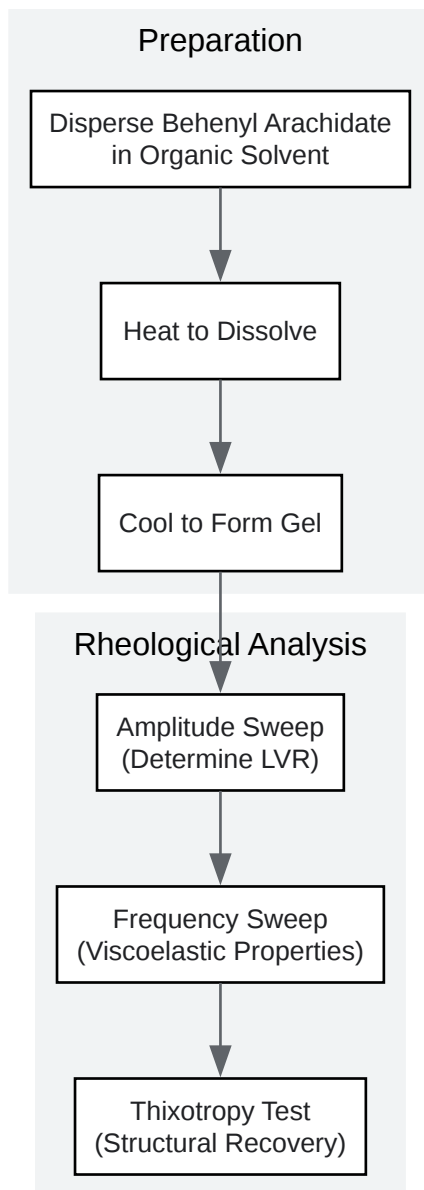 Preparation
Disperse Behenyl Arachidate
in Organic Solvent
Heat to Dissolve
Cool to Form Gel
Rheological Analysis
Amplitude Sweep
(Determine LVR)
Frequency Sweep
(Viscoelastic Properties)
Thixotropy Test
(Structural Recovery)